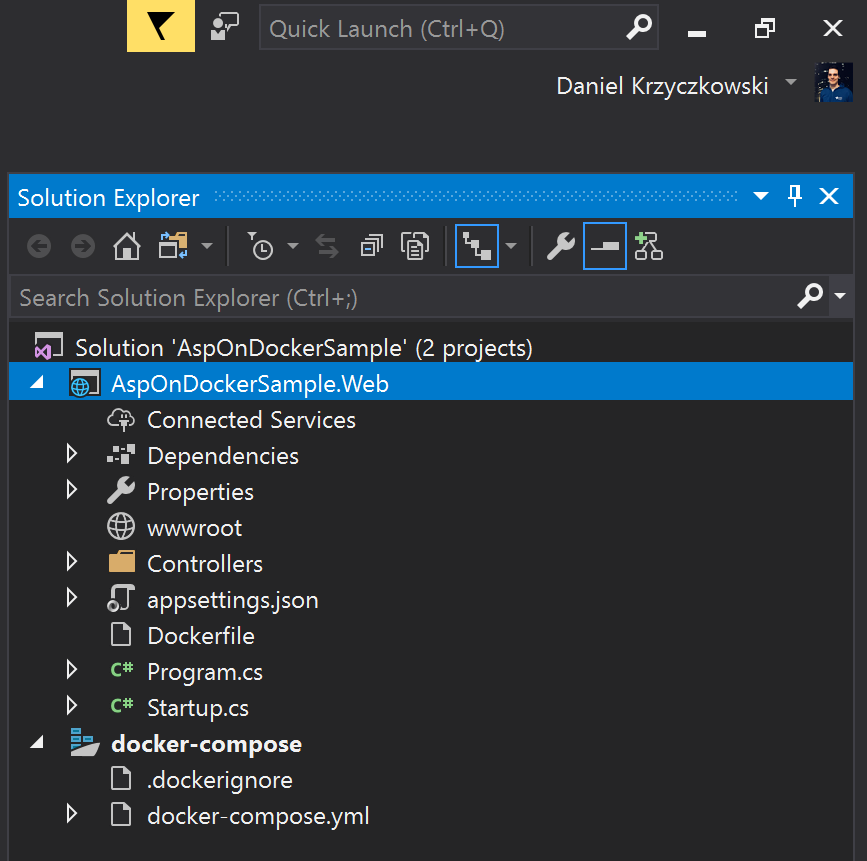 Quick Launch (Ctrl+Q)
Daniel Krzyczkowski
Solution Explorer
Search Solution Explorer (Ctrl+;)
Solution 'AspOnDockerSample' (2 projects)
AspOnDockerSample.Web
Connected Services
Dependencies
Properties
wwwroot
Controllers
appsettings.json
Dockerfile
C# Program.cs
C# Startup.cs
docker-compose
.dockerignore
docker-compose.yml